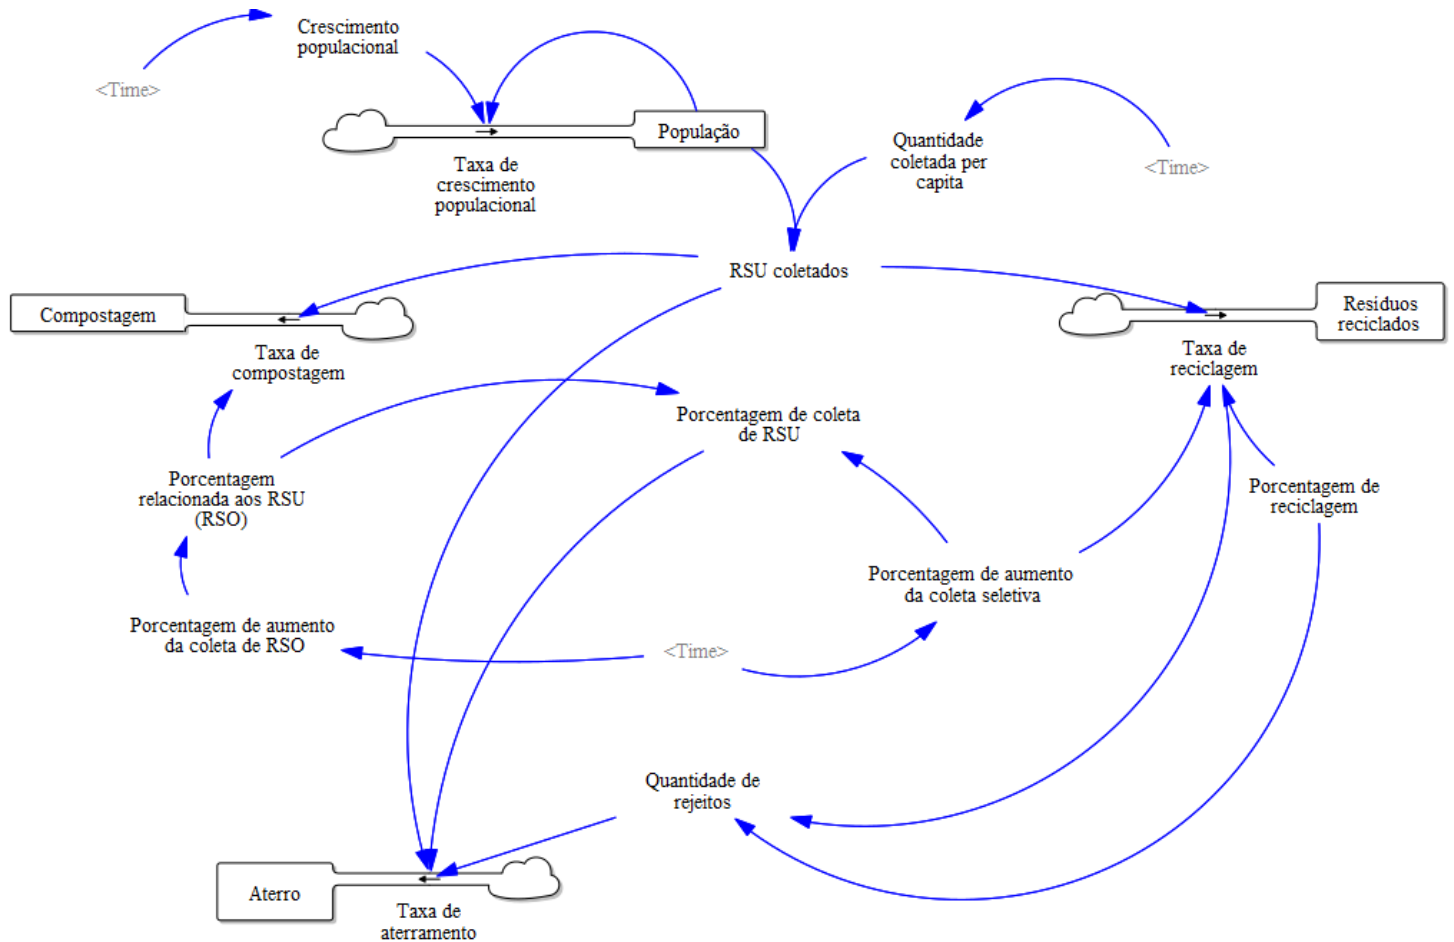 Crescimento
populacional
<Time>
População
Taxa de
crescimento
populacional
Quantidade
coletada per
capita
<Time>
RSU coletados
Compostagem
Taxa de
compostagem
Resíduos
reciclados
Taxa de
reciclagem
Porcentagem de coleta
de RSU
Porcentagem
relacionada aos RSU
(RSO)
Porcentagem de
reciclagem
Porcentagem de aumento
da coleta seletiva
Porcentagem de aumento
da coleta de RSO
<Time>
Quantidade de
rejeitos
Aterro
Taxa de
aterramento